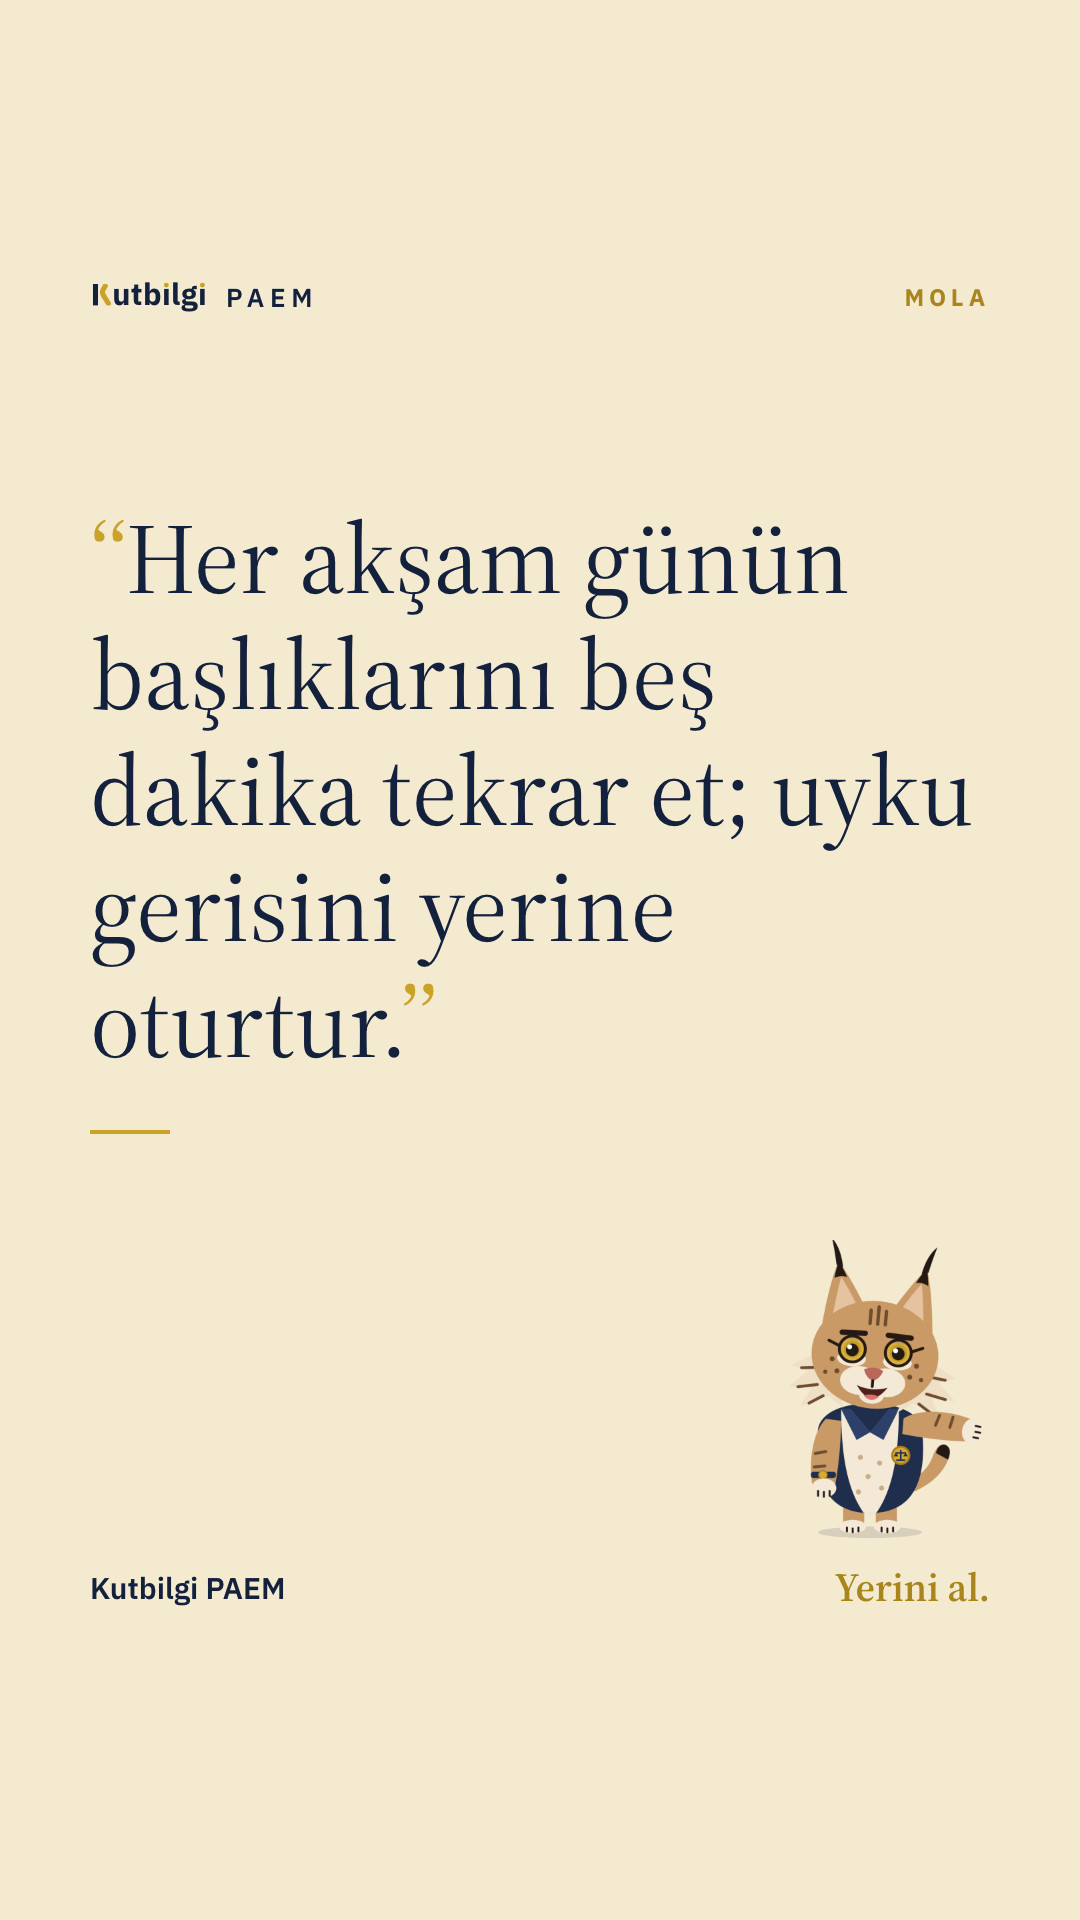 Kutbilgi PAEM
MOLA
“Her akşam günün
başlıklarını beş
dakika tekrar et; uyku
gerisini yerine
oturtur.”
Kutbilgi PAEM
Yerini al.